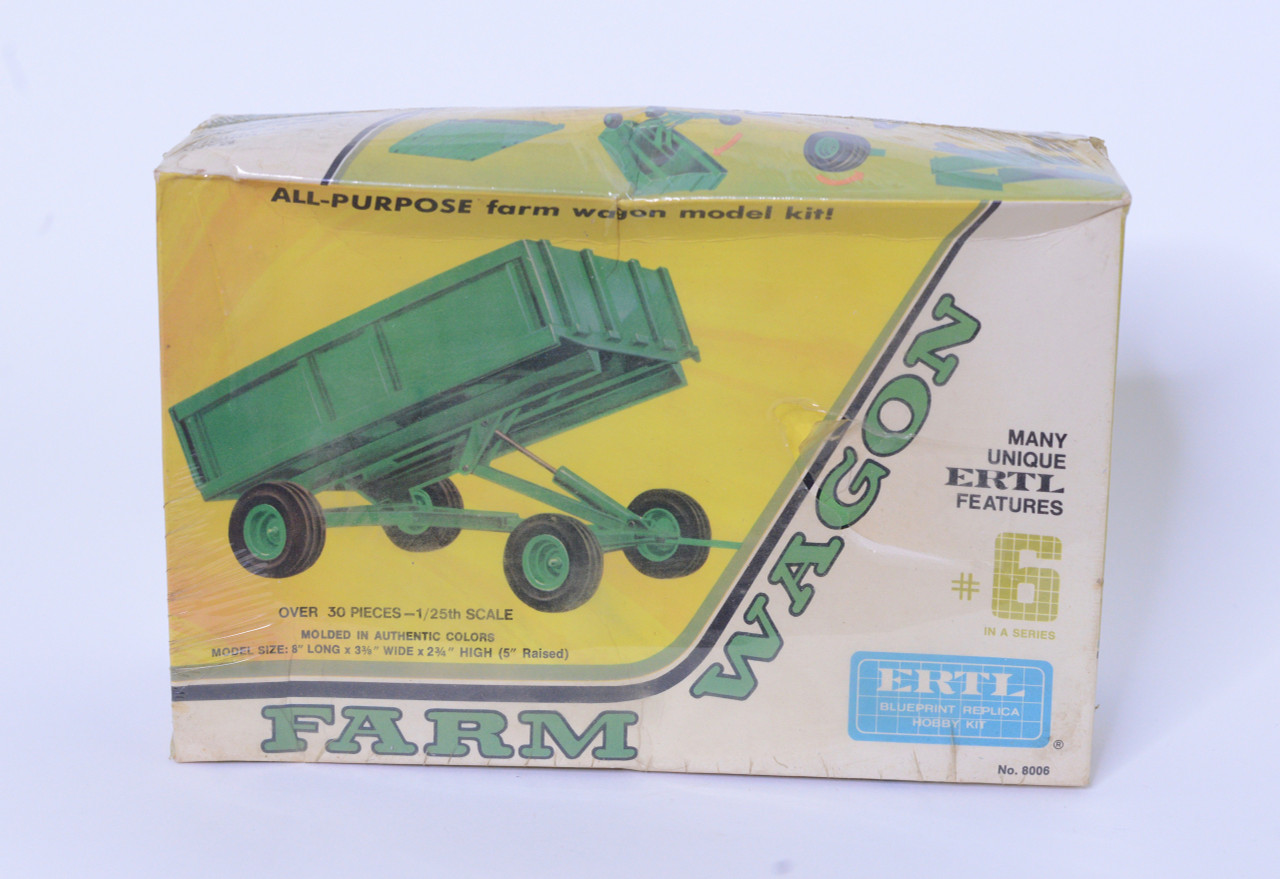 ALL-PURPOSE farm wagon model kit!
WAGON
MANY
UNIQUE
ERTL
FEATURES
#6
IN A SERIES
OVER 30 PIECES—1/25th SCALE
MOLDED IN AUTHENTIC COLORS
MODEL SIZE: 8" LONG x 3⅜" WIDE x 2¾" HIGH (5" Raised)
FARM
ERTL
BLUEPRINT REPLICA
HOBBY KIT
®
No. 8006